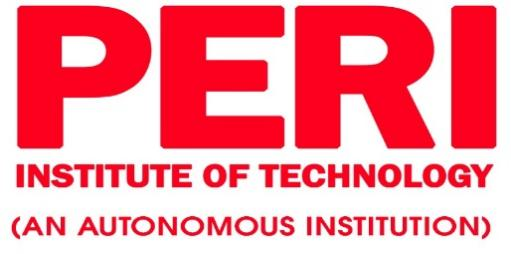 PERI
INSTITUTE OF TECHNOLOGY
(AN AUTONOMOUS INSTITUTION)